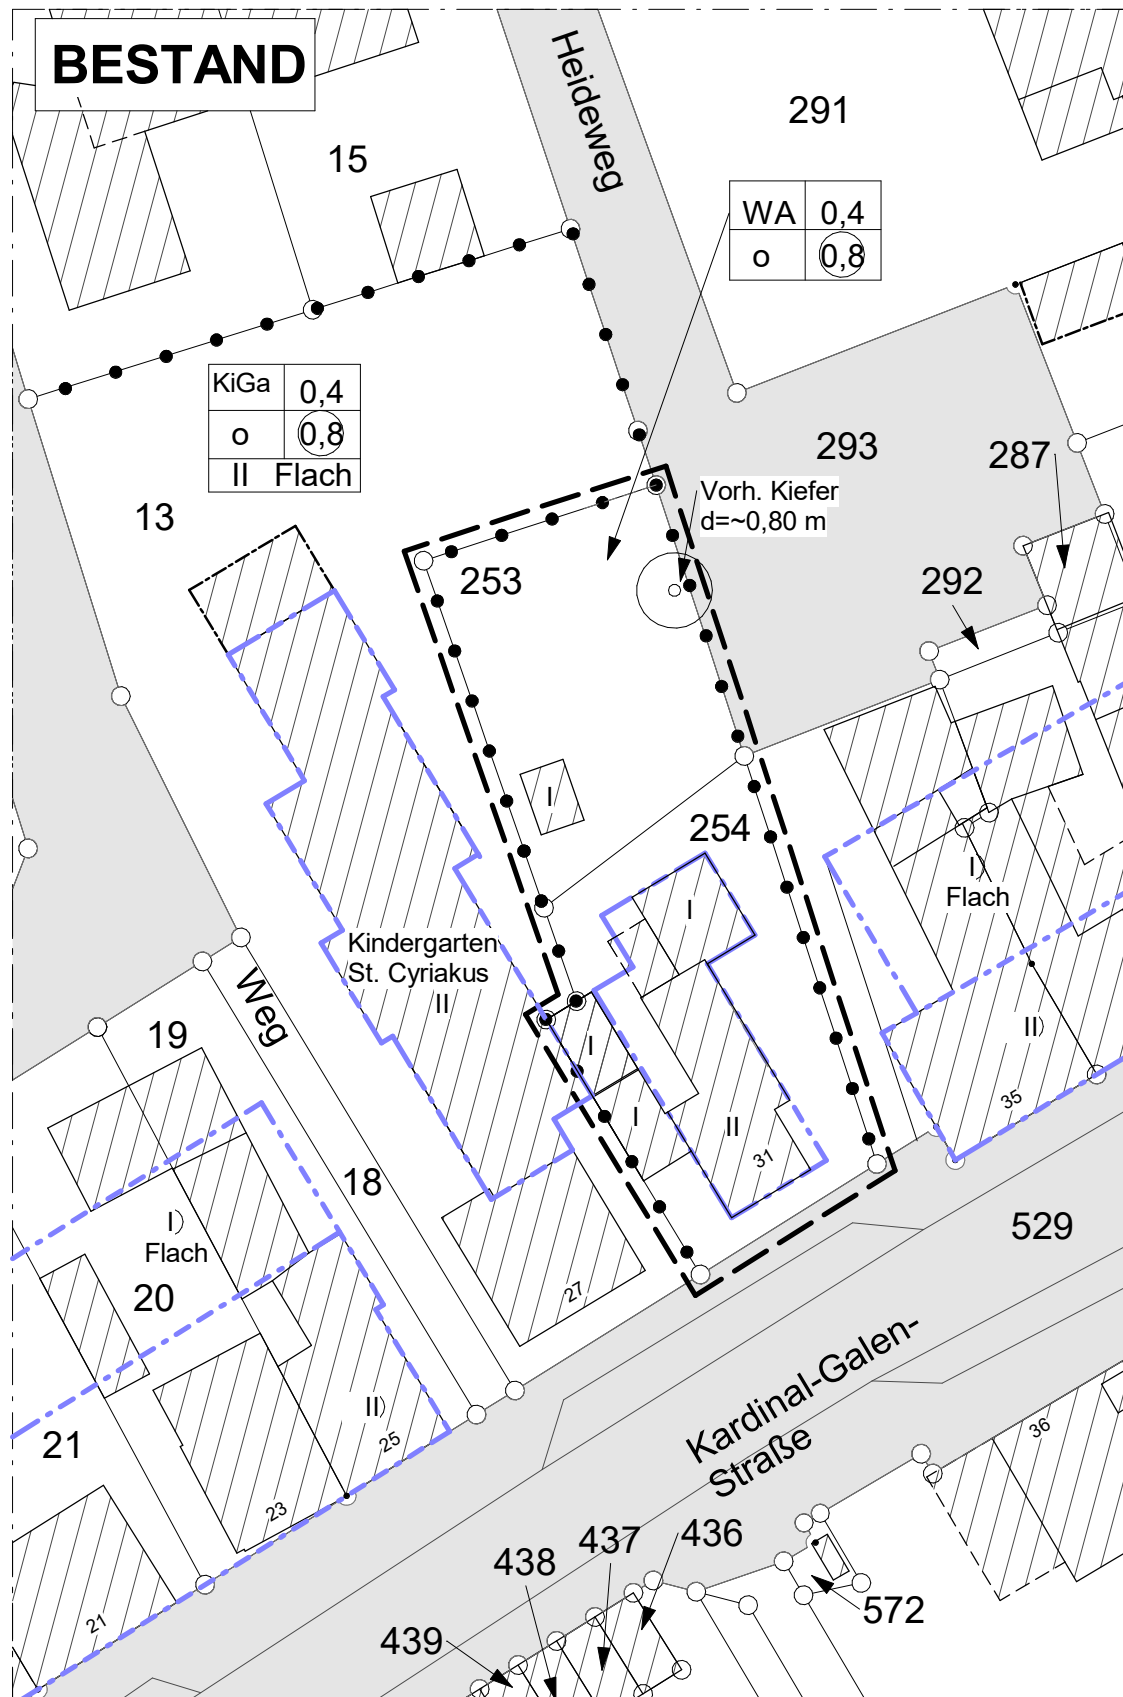 BESTAND
Heideweg
291
15
WA 0,4
o 0,8
KiGa 0,4
o 0,8
II Flach
293
287
Vorh. Kiefer
d=~0,80 m
13
253
292
I
254
I)
Flach
I
Kindergarten
St. Cyriakus
II
Weg
19
I
II)
35
I
II
31
18
I)
Flach
20
529
27
Kardinal-Galen-
Straße
II)
25
21
36
23
436
437
438
572
21
439